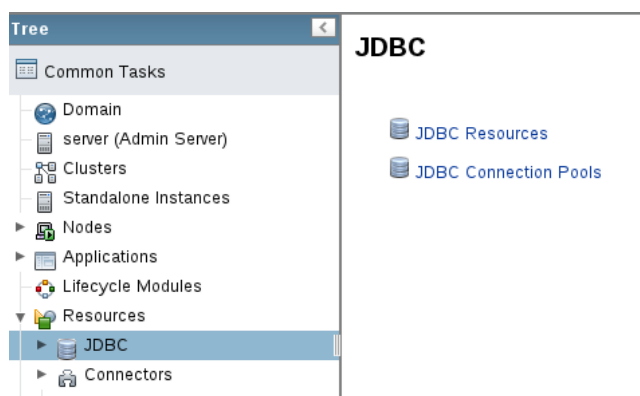 Tree
Common Tasks
Domain
server (Admin Server)
Clusters
Standalone Instances
Nodes
Applications
Lifecycle Modules
Resources
JDBC
Connectors
JDBC
JDBC Resources
JDBC Connection Pools